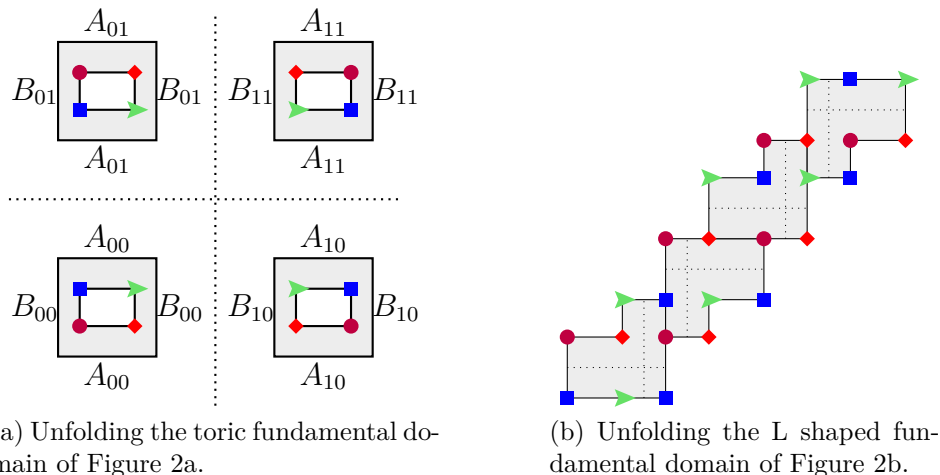 A₀₁ A₁₁
B₀₁ B₀₁ B₁₁ B₁₁
A₀₁ A₁₁
A₀₀ A₁₀
B₀₀ B₀₀ B₁₀ B₁₀
A₀₀ A₁₀
a) Unfolding the toric fundamental do-
main of Figure 2a.
(b) Unfolding the L shaped fun-
damental domain of Figure 2b.